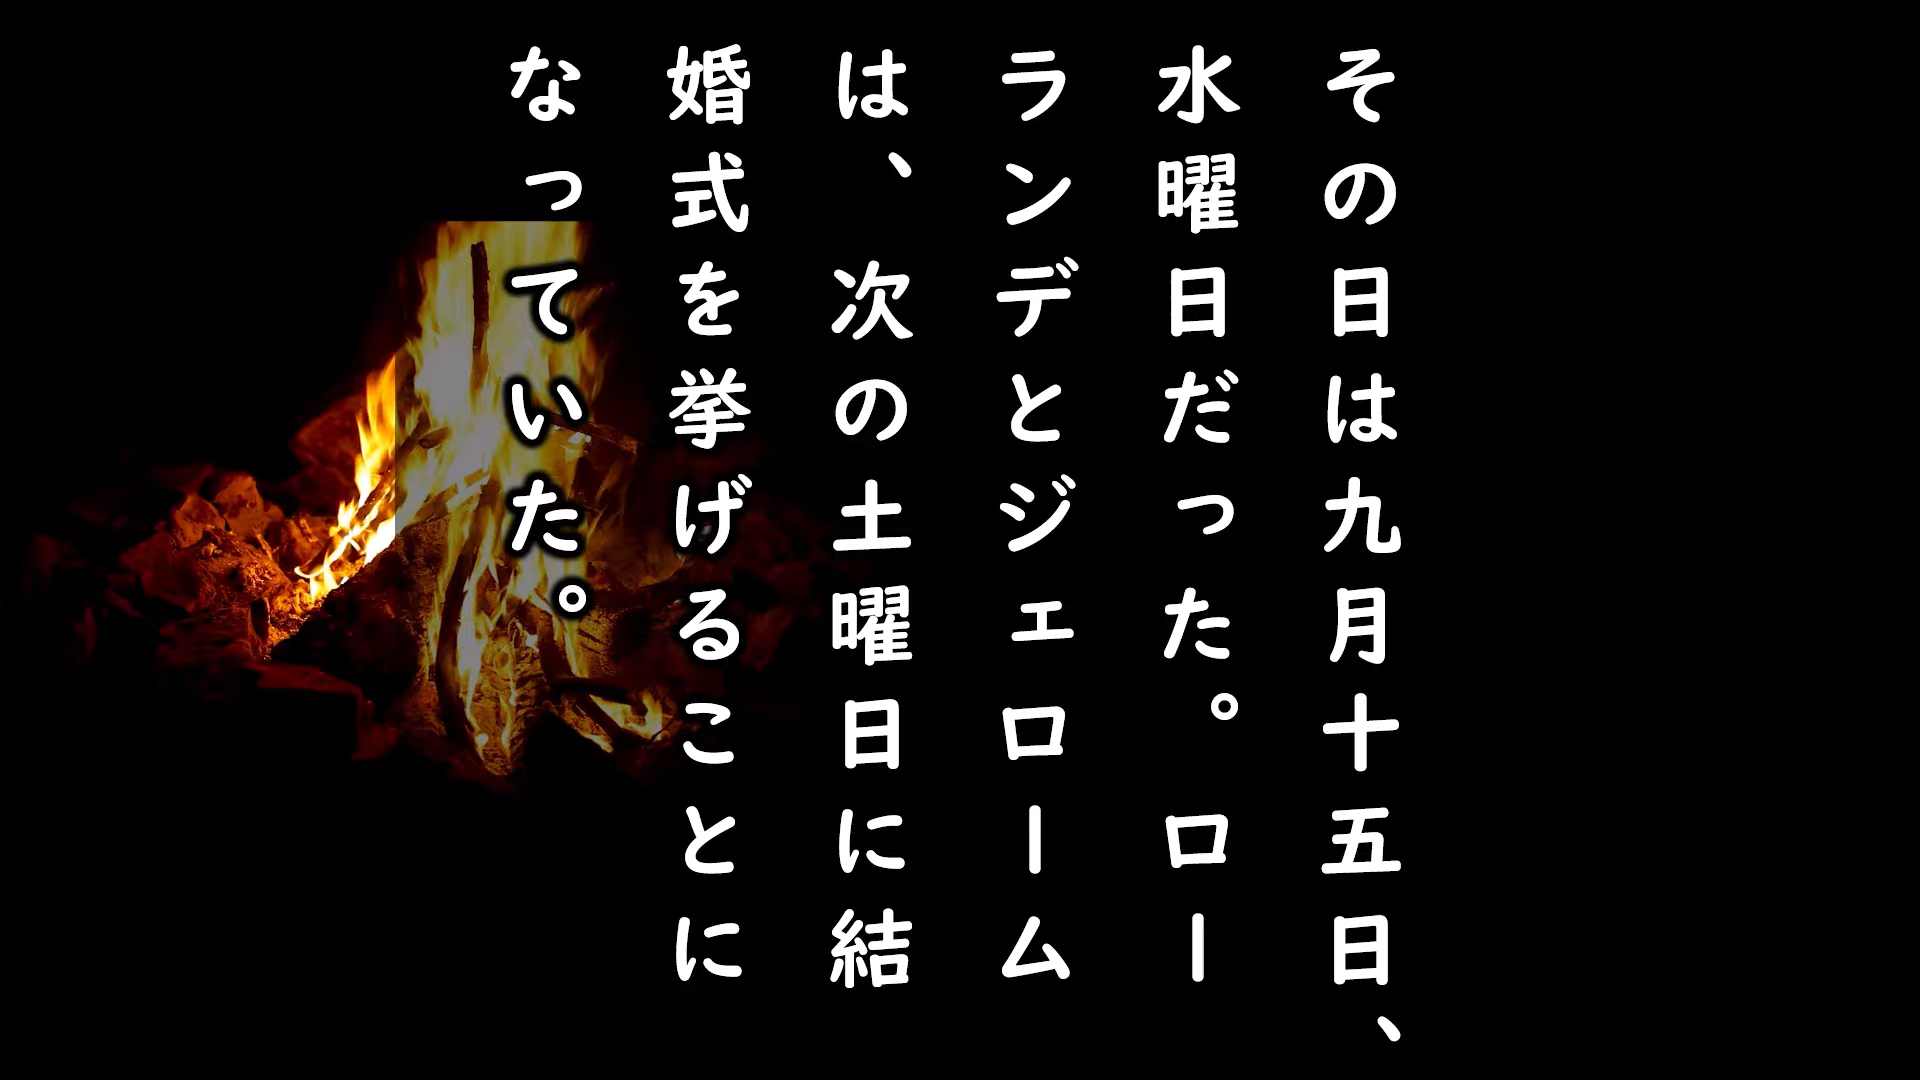 その日は九月十五日、
水曜日だった。ロー
ランデとジェローム
は、次の土曜日に結
婚式を挙げることに
なっていた。